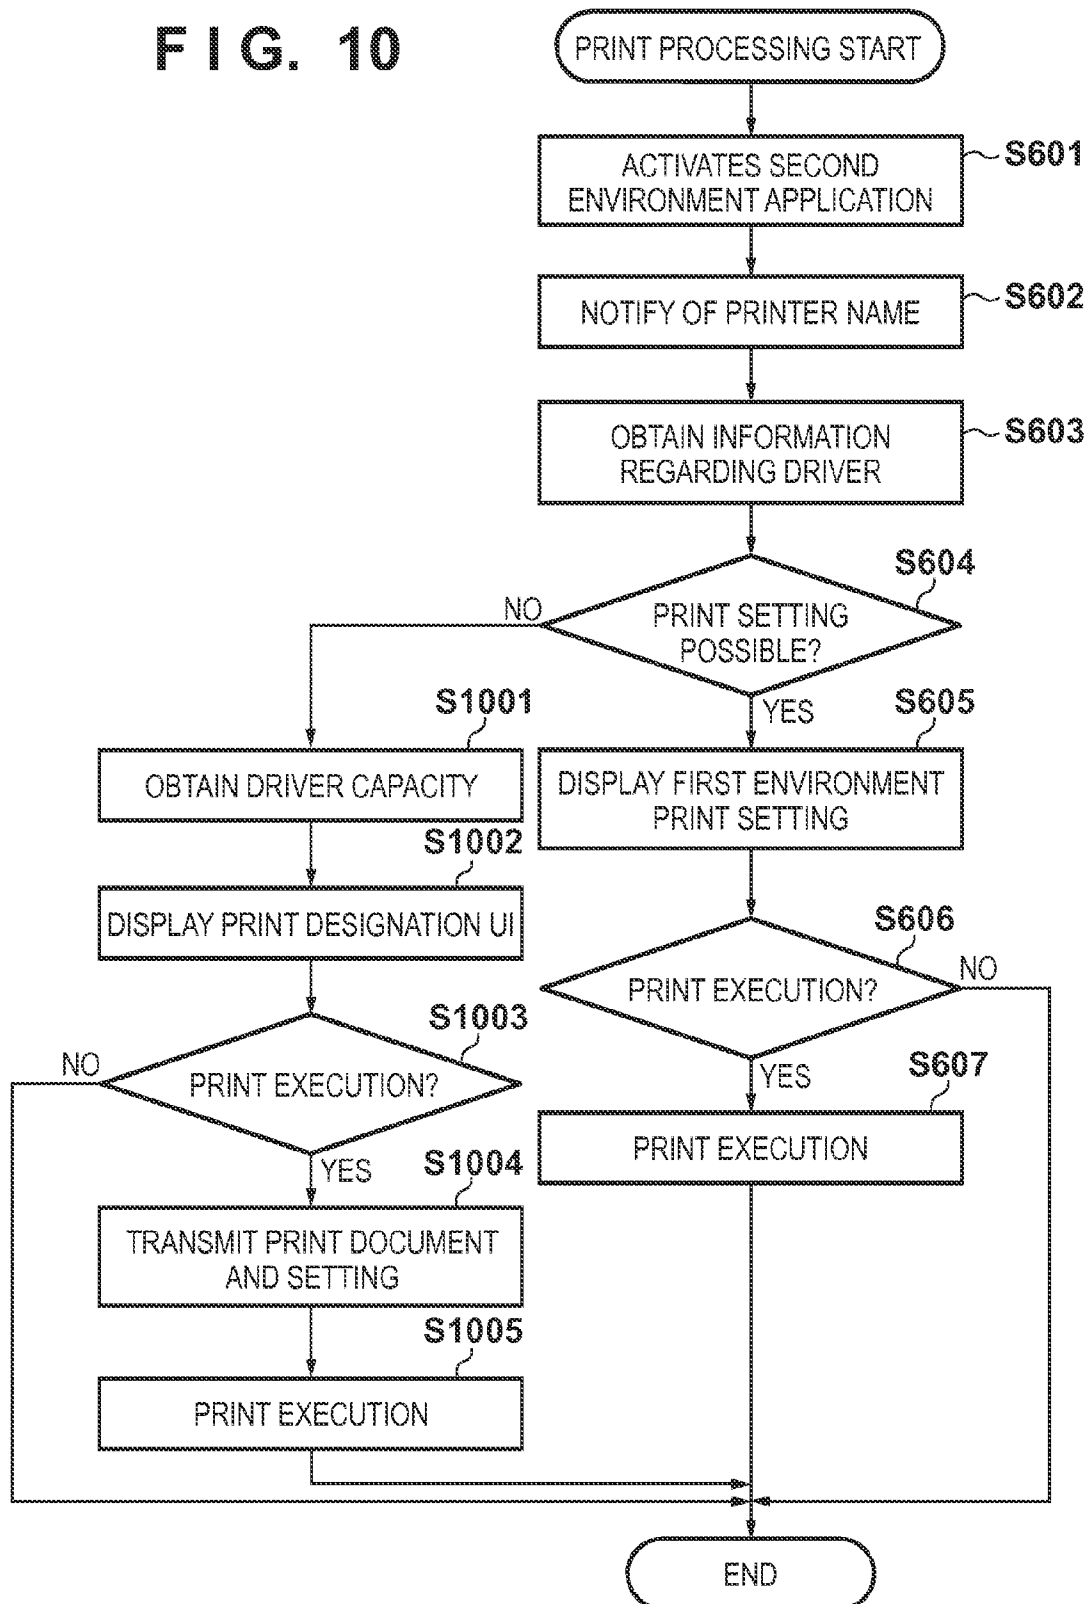 FIG. 10
PRINT PROCESSING START
S601
ACTIVATES SECOND
ENVIRONMENT APPLICATION
S602
NOTIFY OF PRINTER NAME
S603
OBTAIN INFORMATION
REGARDING DRIVER
S604
NO
PRINT SETTING
POSSIBLE?
YES
S1001
OBTAIN DRIVER CAPACITY
S605
DISPLAY FIRST ENVIRONMENT
PRINT SETTING
S1002
DISPLAY PRINT DESIGNATION UI
S606
NO
PRINT EXECUTION?
YES
S1003
NO
PRINT EXECUTION?
YES
S607
PRINT EXECUTION
S1004
TRANSMIT PRINT DOCUMENT
AND SETTING
S1005
PRINT EXECUTION
END